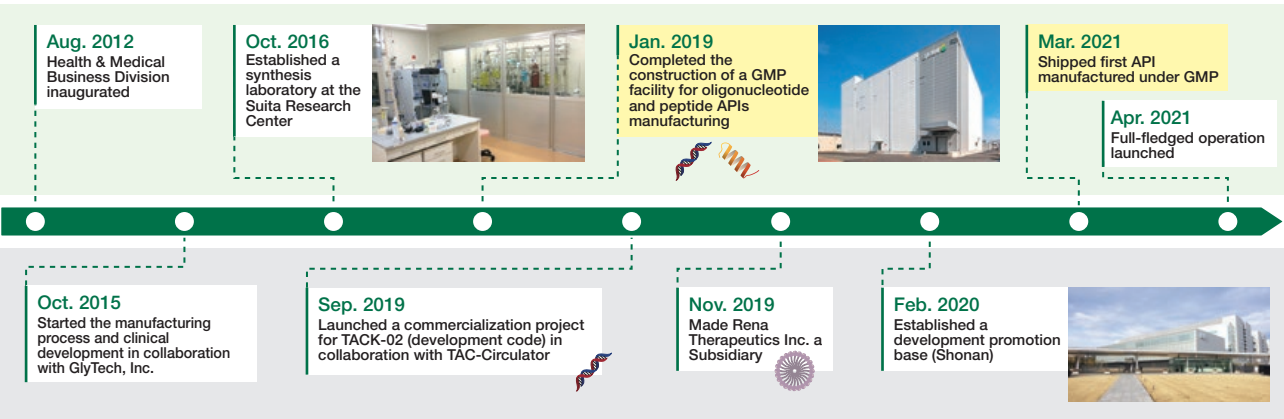 Aug. 2012
Health & Medical
Business Division
inaugurated
Oct. 2016
Established a
synthesis
laboratory at the
Suita Research
Center
Jan. 2019
Completed the
construction of a GMP
facility for oligonucleotide
and peptide APIs
manufacturing
Mar. 2021
Shipped first API
manufactured under GMP
Apr. 2021
Full-fledged operation
launched
Oct. 2015
Started the manufacturing
process and clinical
development in collaboration
with GlyTech, Inc.
Sep. 2019
Launched a commercialization project
for TACK-02 (development code) in
collaboration with TAC-Circulator
Nov. 2019
Made Rena
Therapeutics Inc. a
Subsidiary
Feb. 2020
Established a
development promotion
base (Shonan)